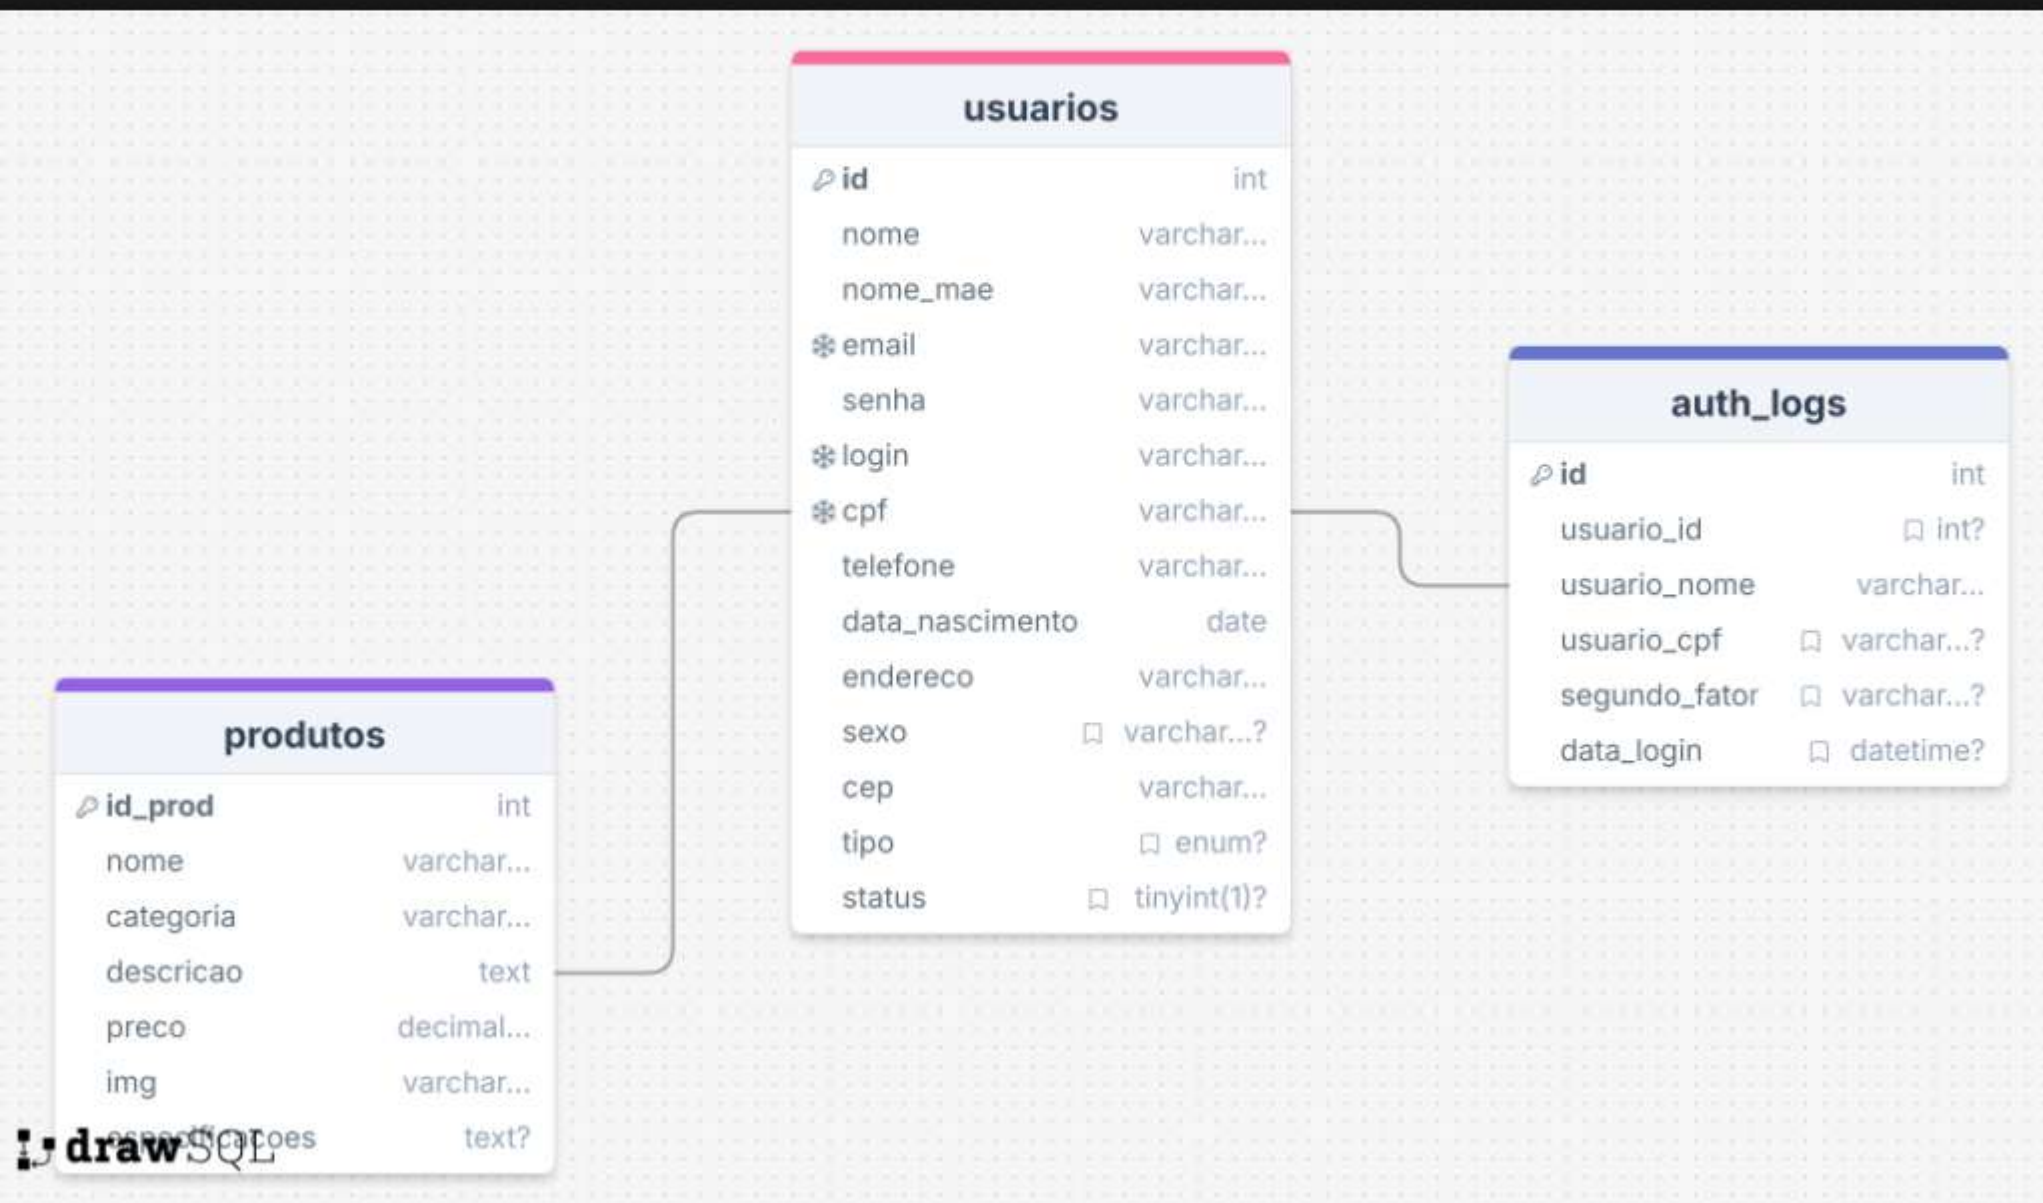 usuarios
id int
nome varchar...
nome_mae varchar...
email varchar...
senha varchar...
login varchar...
cpf varchar...
telefone varchar...
data_nascimento date
endereco varchar...
sexo varchar...?
cep varchar...
tipo enum?
status tinyint(1)?
auth_logs
id int
usuario_id int?
usuario_nome varchar...
usuario_cpf varchar...?
segundo_fator varchar...?
data_login datetime?
produtos
id_prod int
nome varchar...
categoria varchar...
descricao text
preco decimal...
img varchar...
especificacoes text?
drawSQL